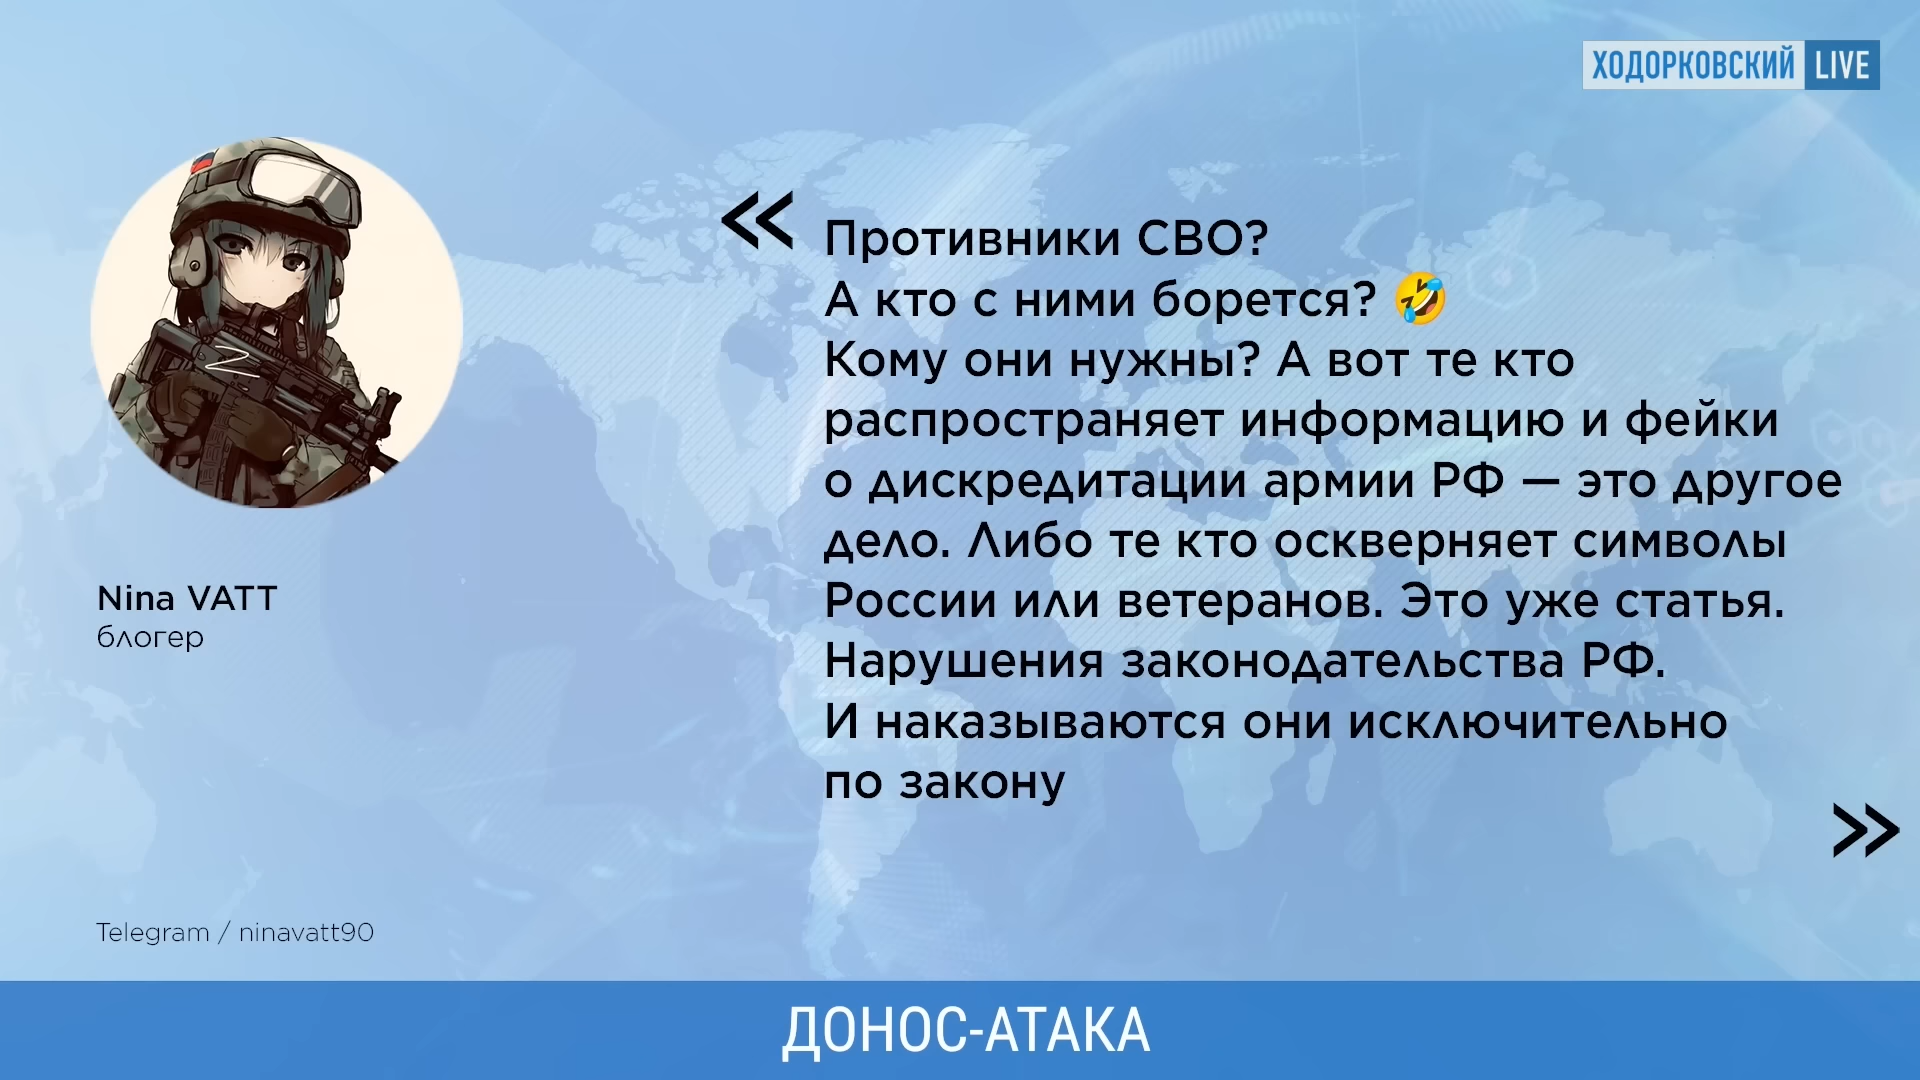 ХОДОРКОВСКИЙ LIVE
«
Противники СВО?
А кто с ними борется? 🤣
Кому они нужны? А вот те кто
распространяет информацию и фейки
о дискредитации армии РФ — это другое
дело. Либо те кто оскверняет символы
России или ветеранов. Это уже статья.
Нарушения законодательства РФ.
И наказываются они исключительно
по закону
»
Nina VATT
блогер
Telegram / ninavatt90
ДОНОС-АТАКА